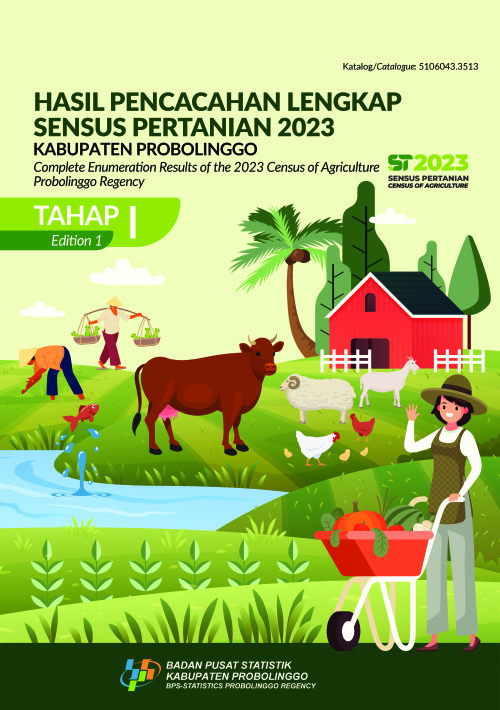 Katalog/Catalogue: 5106043.3513
HASIL PENCACAHAN LENGKAP
SENSUS PERTANIAN 2023
KABUPATEN PROBOLINGGO
Complete Enumeration Results of the 2023 Census of Agriculture
Probolinggo Regency
ST2023
SENSUS PERTANIAN
CENSUS OF AGRICULTURE
TAHAP I
Edition 1
BADAN PUSAT STATISTIK
KABUPATEN PROBOLINGGO
BPS-STATISTICS PROBOLINGGO REGENCY